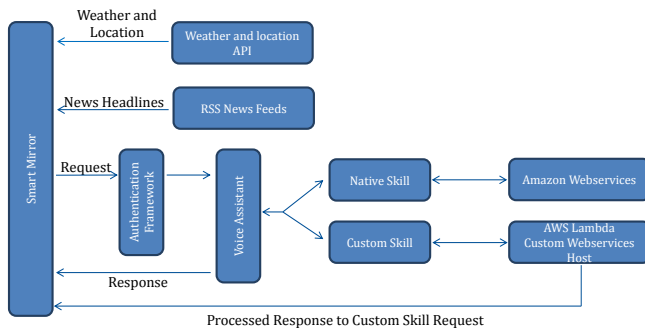 Weather and
Location
Weather and location
API
News Headlines
RSS News Feeds
Smart Mirror
Request
Authentication
Framework
Voice Assistant
Native Skill
Amazon Webservices
Custom Skill
AWS Lambda
Custom Webservices
Host
Response
Processed Response to Custom Skill Request